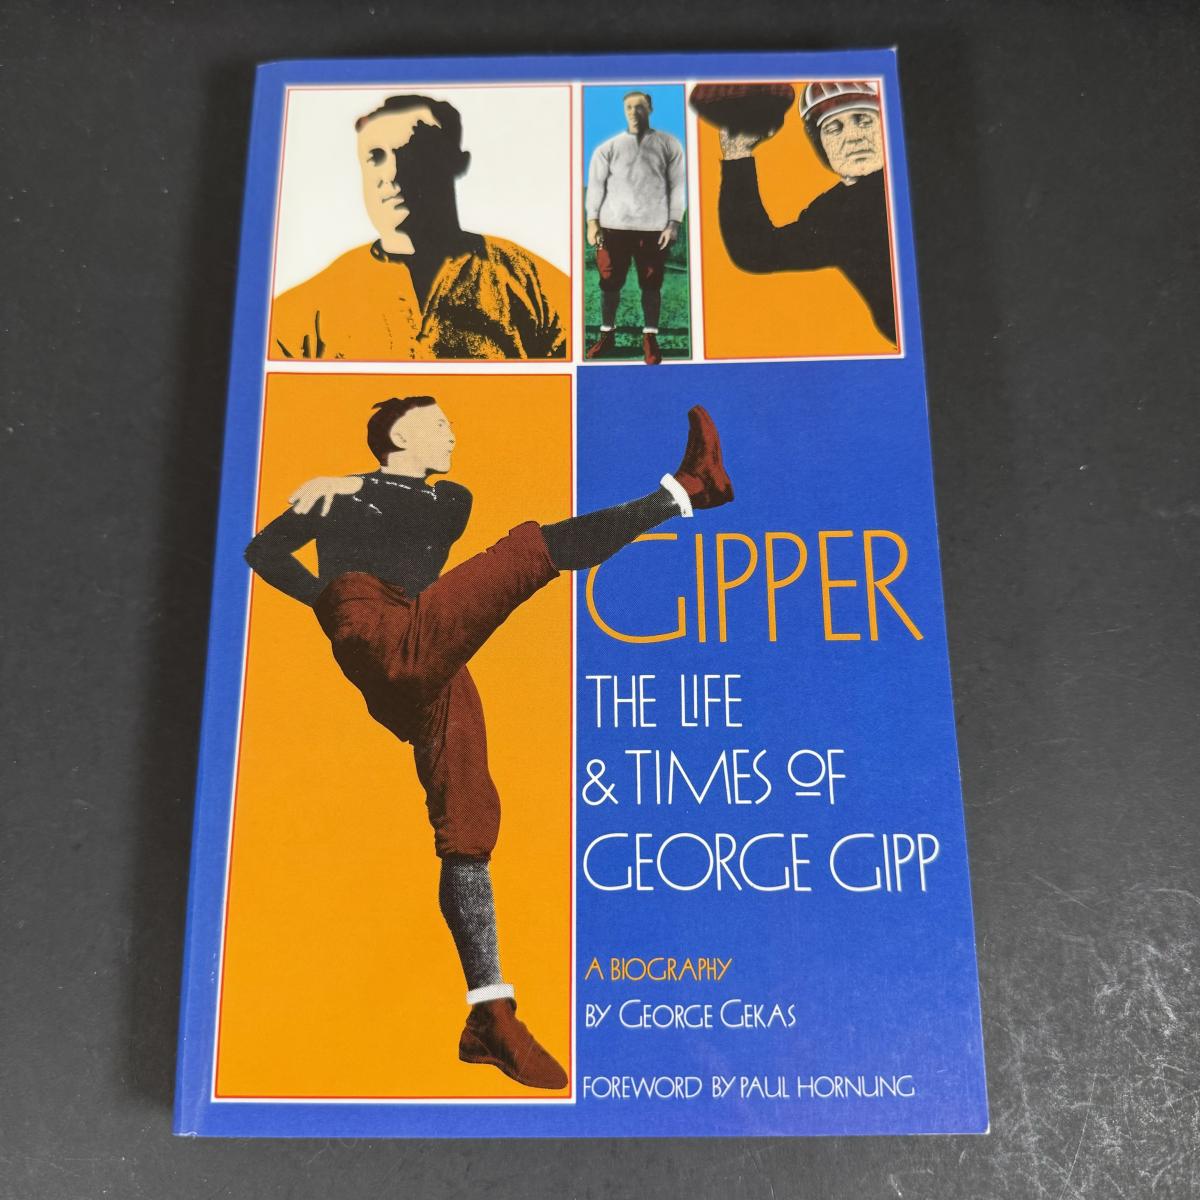 GIPPER
THE LIFE
& TIMES OF
GEORGE GIPP
A BIOGRAPHY
BY GEORGE GEKAS
FOREWORD BY PAUL HORNUNG